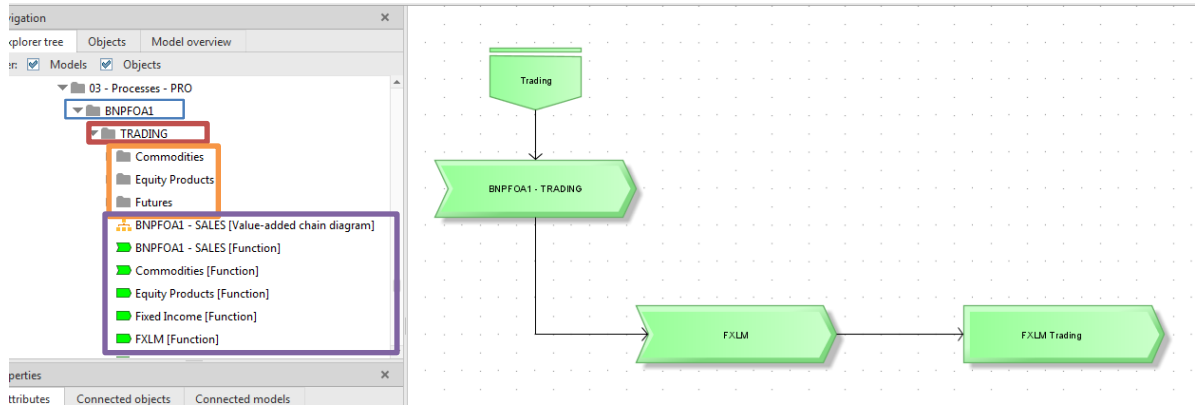 vigation
xplorer tree Objects Model overview
er: Models Objects
03 - Processes - PRO
BNPFOA1
TRADING
Commodities
Equity Products
Futures
BNPFOA1 - SALES [Value-added chain diagram]
BNPFOA1 - SALES [Function]
Commodities [Function]
Equity Products [Function]
Fixed Income [Function]
FXLM [Function]
perties
ttributes Connected objects Connected models
Trading
BNPFOA1 - TRADING
FXLM
FXLM Trading